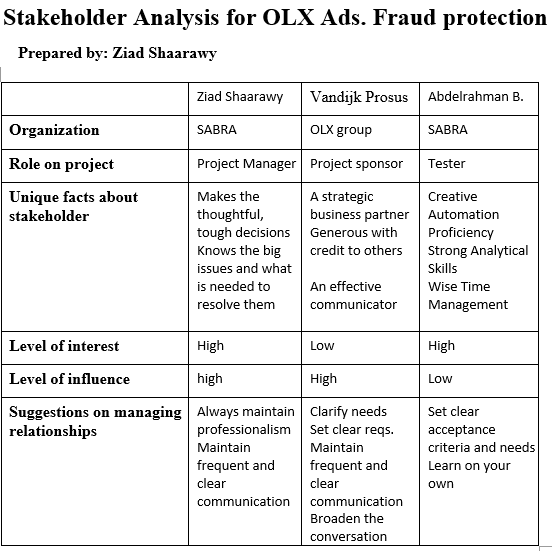 Stakeholder Analysis for OLX Ads. Fraud protection
Prepared by: Ziad Shaarawy
Ziad Shaarawy
Vandijk Prosus
Abdelrahman B.
Organization
SABRA
OLX group
SABRA
Role on project
Project Manager
Project sponsor
Tester
Unique facts about
stakeholder
Makes the
thoughtful,
tough decisions
Knows the big
issues and what
is needed to
resolve them
A strategic
business partner
Generous with
credit to others
An effective
communicator
Creative
Automation
Proficiency
Strong Analytical
Skills
Wise Time
Management
Level of interest
High
Low
High
Level of influence
high
High
Low
Suggestions on managing
relationships
Always maintain
professionalism
Maintain
frequent and
clear
communication
Clarify needs
Set clear reqs.
Maintain
frequent and
clear
communication
Broaden the
conversation
Set clear
acceptance
criteria and needs
Learn on your
own